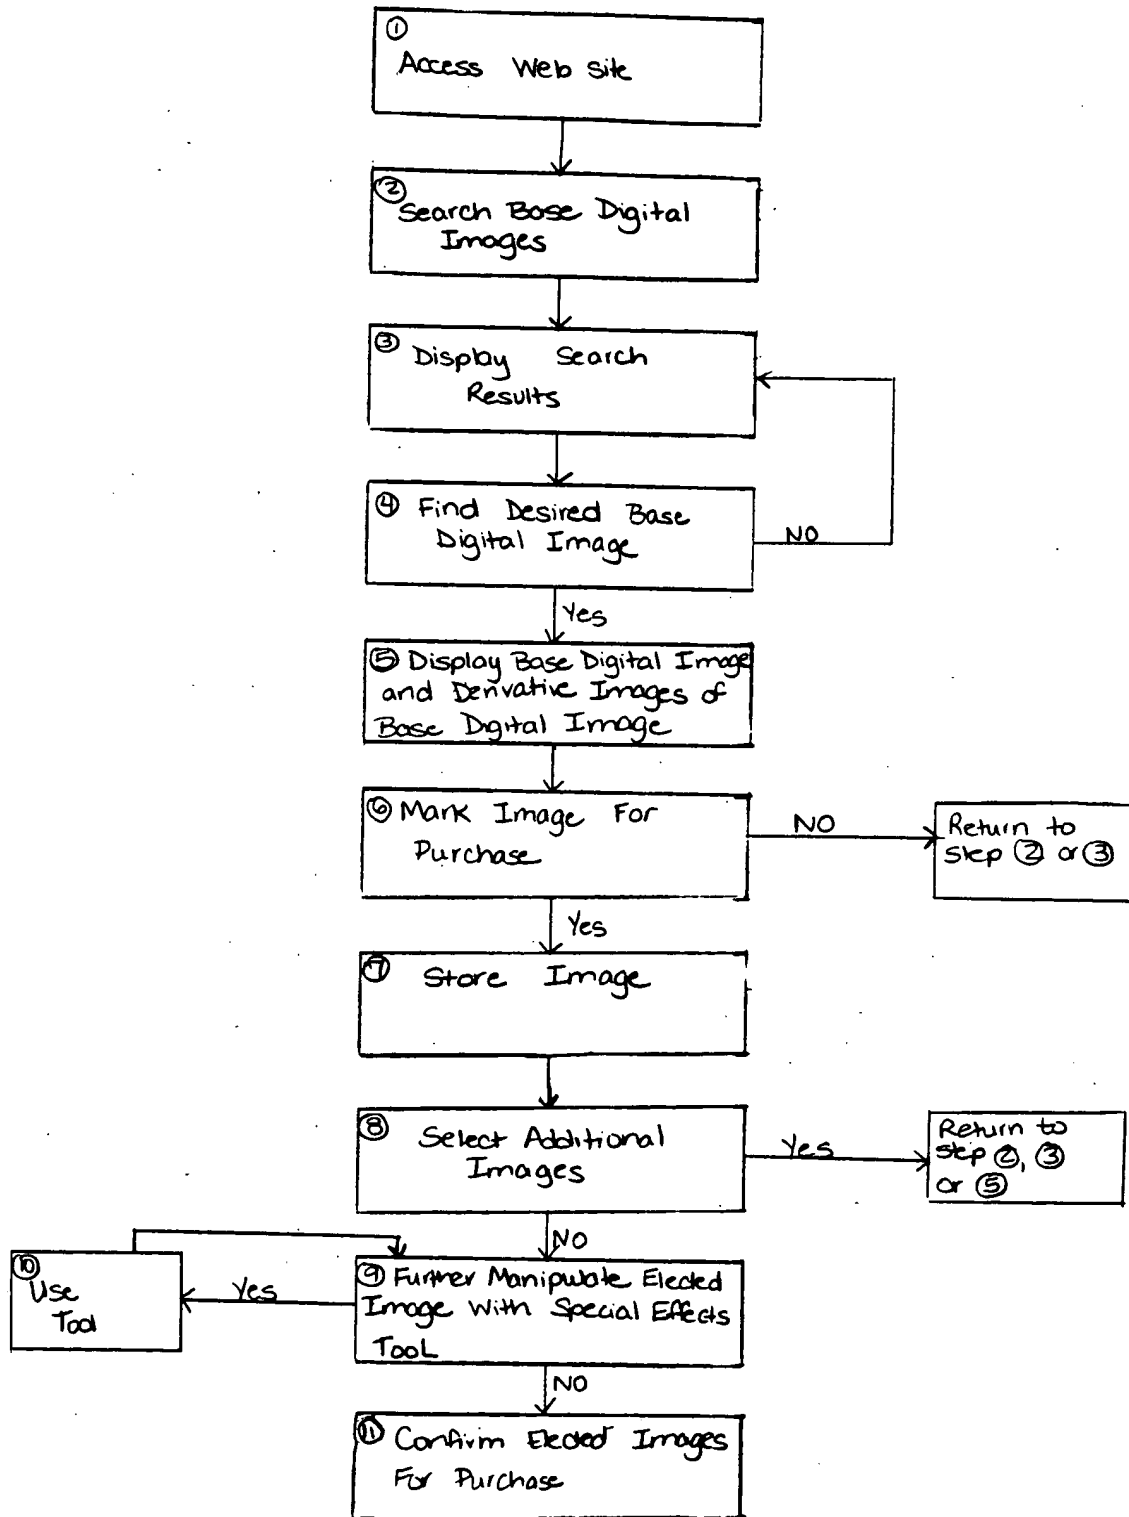 ①
Access Web site
②
Search Base Digital
Images
③
Display Search
Results
④ Find Desired Base
Digital Image
NO
Yes
⑤ Display Base Digital Image
and Derivative Images of
Base Digital Image
⑥ Mark Image For
Purchase
NO
Return to
step ② or ③
Yes
⑦
Store Image
⑧
Select Additional
Images
Yes
Return to
step ②, ③
or ⑤
NO
⑨ Further Manipulate Elected
Image With Special Effects
Tool
Yes
⑩
Use
Tool
NO
⑪ Confirm Elected Images
For Purchase